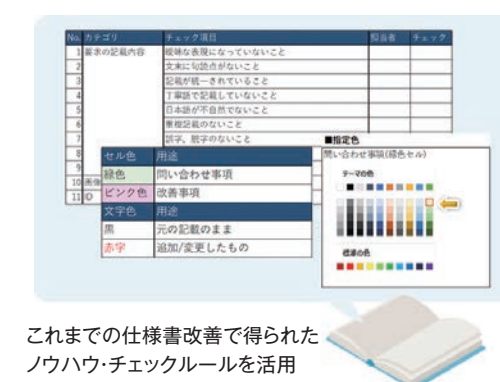 No. カテゴリ チェック項目 担当者 チェック
1 要求の記載内容 曖昧な表現になっていないこと
2 文末に句読点がないこと
3 記載が統一されていること
4 丁寧語で記載していないこと
5 日本語が不自然でないこと
6 重複記載のないこと
7 誤字、脱字のないこと
8
9
10 画像
11 ID
セル色 用途
緑色 問い合わせ事項
ピンク色 改善事項
文字色 用途
黒 元の記載のまま
赤字 追加/変更したもの
■指定色
問い合わせ事項(緑色セル)
テーマの色
標準の色
これまでの仕様書改善で得られた
ノウハウ・チェックルールを活用